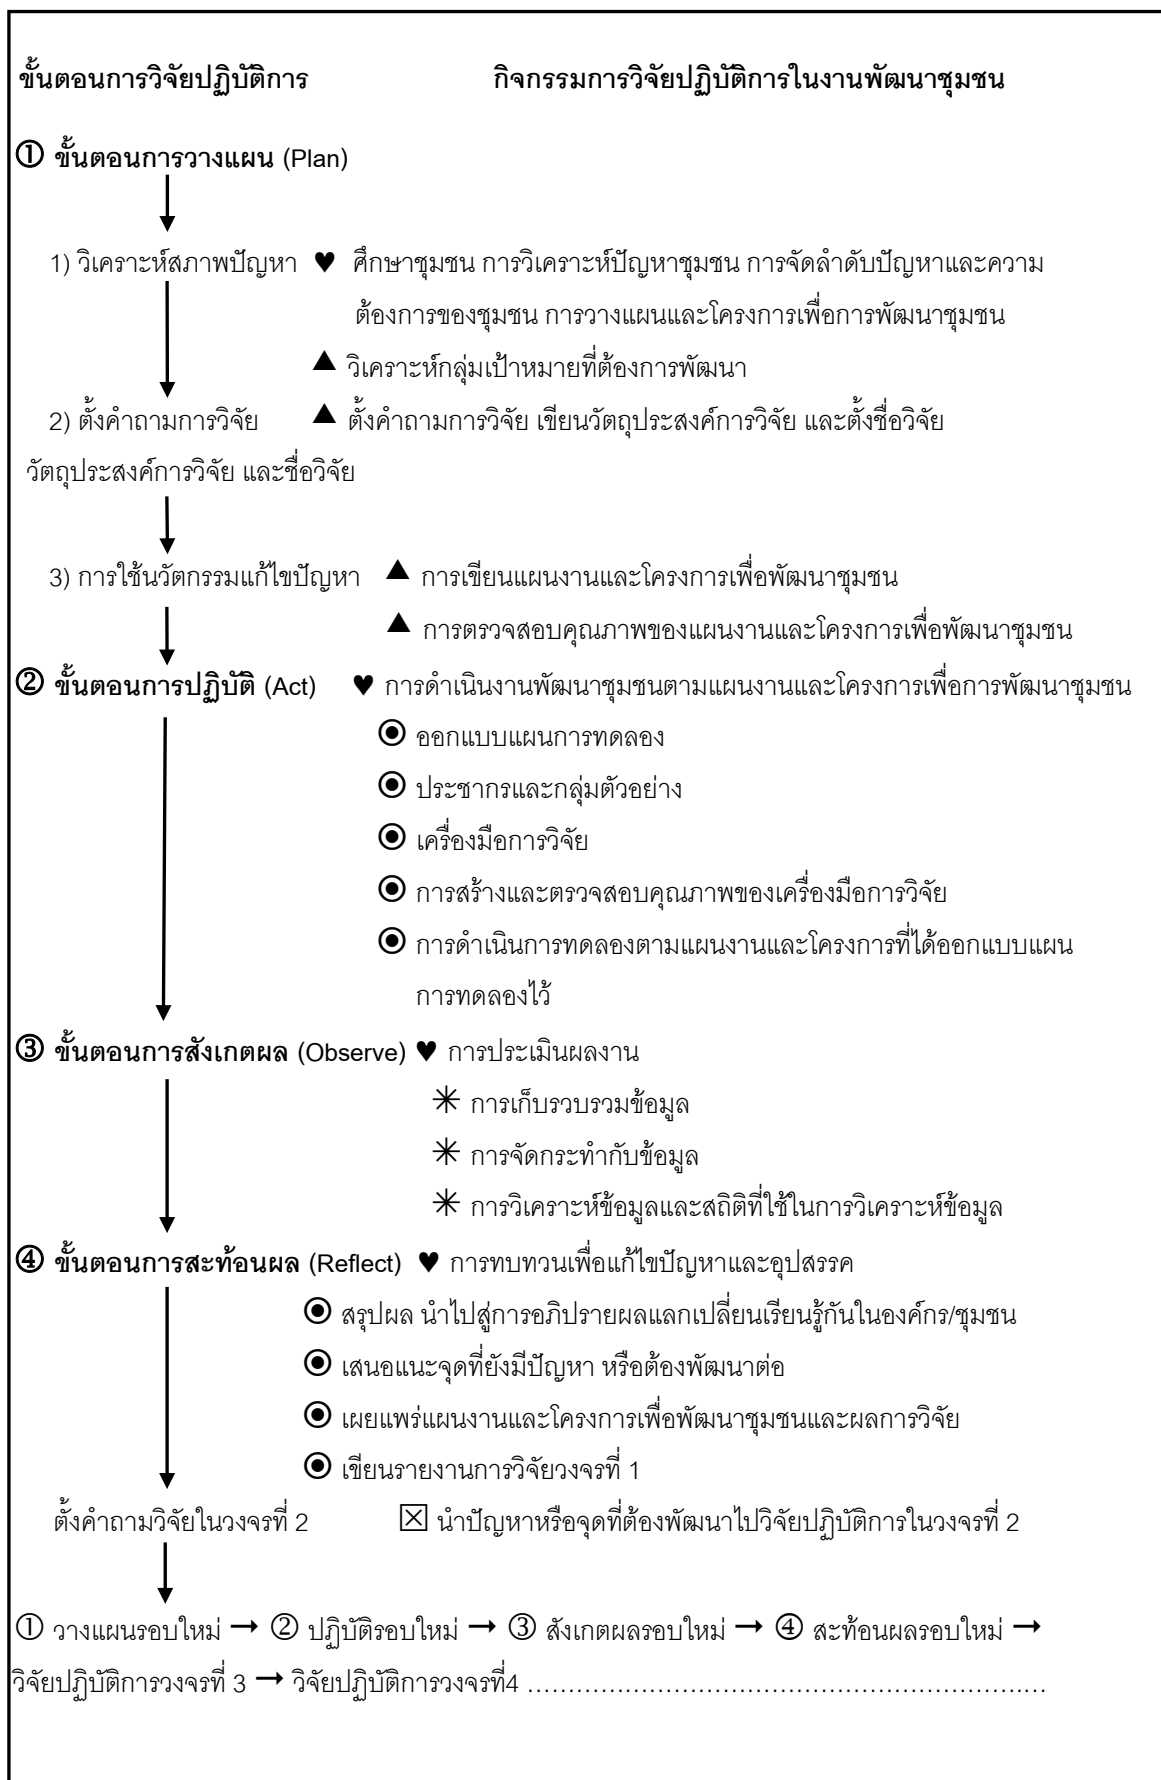 ขั้นตอนการวิจัยปฏิบัติการ กิจกรรมการวิจัยปฏิบัติการในงานพัฒนาชุมชน
① ขั้นตอนการวางแผน (Plan)
1) วิเคราะห์สภาพปัญหา ♥ ศึกษาชุมชน การวิเคราะห์ปัญหาชุมชน การจัดลำดับปัญหาและความ
ต้องการของชุมชน การวางแผนและโครงการเพื่อการพัฒนาชุมชน
▲ วิเคราะห์กลุ่มเป้าหมายที่ต้องการพัฒนา
2) ตั้งคำถามการวิจัย ▲ ตั้งคำถามการวิจัย เขียนวัตถุประสงค์การวิจัย และตั้งชื่อวิจัย
วัตถุประสงค์การวิจัย และชื่อวิจัย
3) การใช้นวัตกรรมแก้ไขปัญหา ▲ การเขียนแผนงานและโครงการเพื่อพัฒนาชุมชน
▲ การตรวจสอบคุณภาพของแผนงานและโครงการเพื่อพัฒนาชุมชน
② ขั้นตอนการปฏิบัติ (Act) ♥ การดำเนินงานพัฒนาชุมชนตามแผนงานและโครงการเพื่อการพัฒนาชุมชน
◉ ออกแบบแผนการทดลอง
◉ ประชากรและกลุ่มตัวอย่าง
◉ เครื่องมือการวิจัย
◉ การสร้างและตรวจสอบคุณภาพของเครื่องมือการวิจัย
◉ การดำเนินการทดลองตามแผนงานและโครงการที่ได้ออกแบบแผน
การทดลองไว้
③ ขั้นตอนการสังเกตผล (Observe) ♥ การประเมินผลงาน
✳ การเก็บรวบรวมข้อมูล
✳ การจัดกระทำกับข้อมูล
✳ การวิเคราะห์ข้อมูลและสถิติที่ใช้ในการวิเคราะห์ข้อมูล
④ ขั้นตอนการสะท้อนผล (Reflect) ♥ การทบทวนเพื่อแก้ไขปัญหาและอุปสรรค
◉ สรุปผล นำไปสู่การอภิปรายผลแลกเปลี่ยนเรียนรู้กันในองค์กร/ชุมชน
◉ เสนอแนะจุดที่ยังมีปัญหา หรือต้องพัฒนาต่อ
◉ เผยแพร่แผนงานและโครงการเพื่อพัฒนาชุมชนและผลการวิจัย
◉ เขียนรายงานการวิจัยวงจรที่ 1
ตั้งคำถามวิจัยในวงจรที่ 2 ☒ นำปัญหาหรือจุดที่ต้องพัฒนาไปวิจัยปฏิบัติการในวงจรที่ 2
① วางแผนรอบใหม่ → ② ปฏิบัติรอบใหม่ → ③ สังเกตผลรอบใหม่ → ④ สะท้อนผลรอบใหม่ →
วิจัยปฏิบัติการวงจรที่ 3 → วิจัยปฏิบัติการวงจรที่4 ………………………………………………………